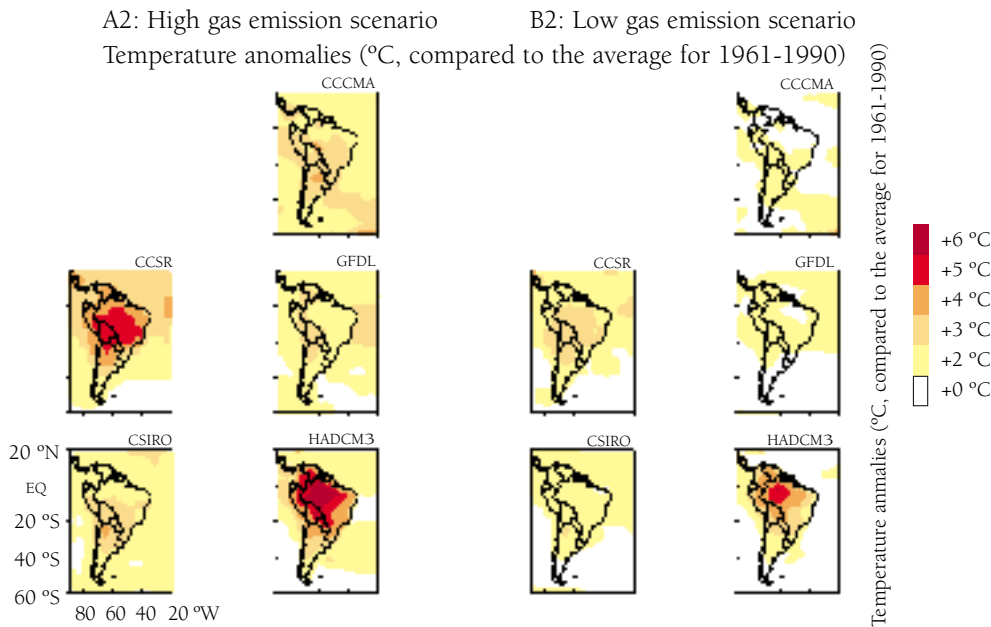 A2: High gas emission scenario
B2: Low gas emission scenario
Temperature anomalies (ºC, compared to the average for 1961-1990)
CCCMA
CCCMA
CCSR
GFDL
CCSR
GFDL
CSIRO
HADCM3
CSIRO
HADCM3
20 ºN
EQ
20 ºS
40 ºS
60 ºS
80 60 40 20 ºW
Temperature anmalies (ºC, compared to the average for 1961-1990)
+6 ºC
+5 ºC
+4 ºC
+3 ºC
+2 ºC
+0 ºC